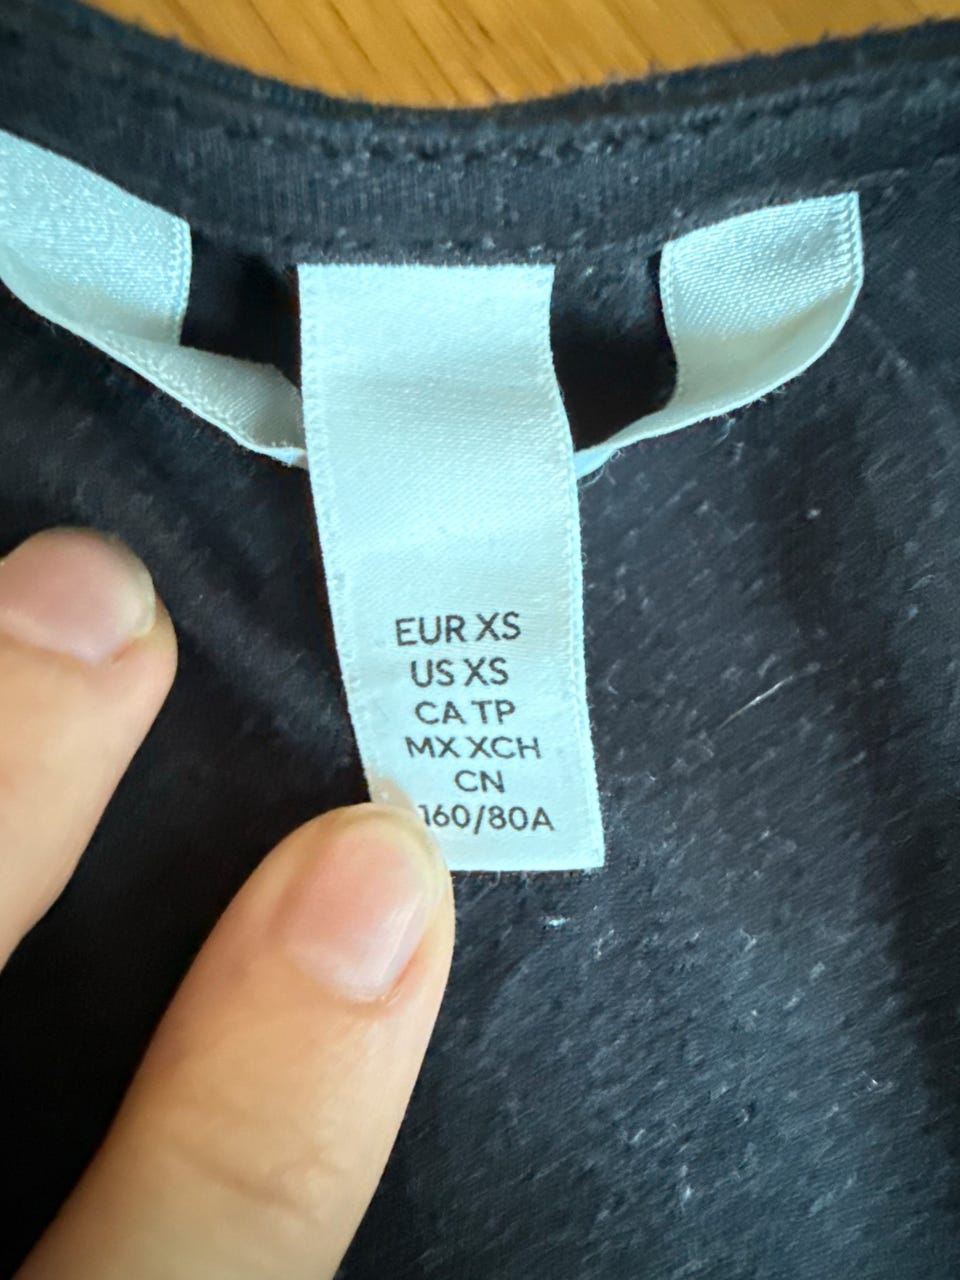 EUR XS
US XS
CA TP
MX XCH
CN
160/80A